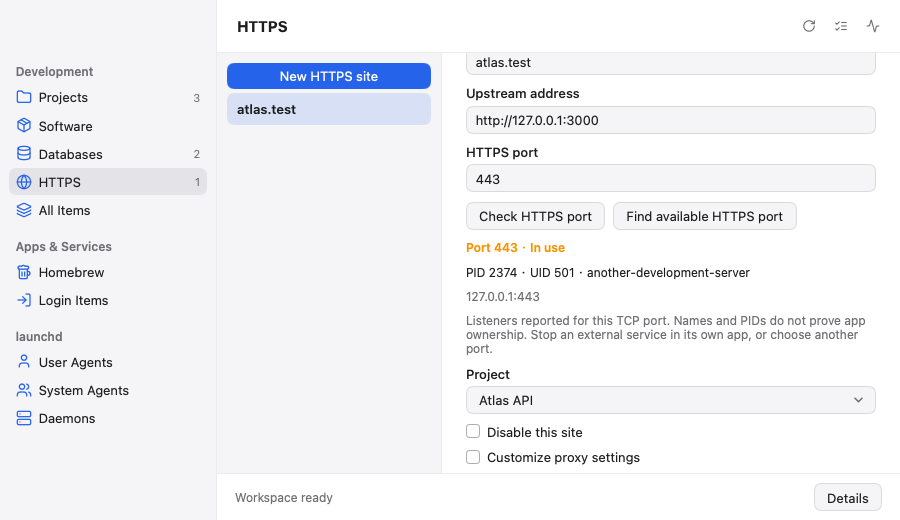 HTTPS
Development
Projects 3
Software
Databases 2
HTTPS 1
All Items
Apps & Services
Homebrew
Login Items
launchd
User Agents
System Agents
Daemons
New HTTPS site
atlas.test
atlas.test
Upstream address
http://127.0.0.1:3000
HTTPS port
443
Check HTTPS port
Find available HTTPS port
Port 443 · In use
PID 2374 · UID 501 · another-development-server
127.0.0.1:443
Listeners reported for this TCP port. Names and PIDs do not prove app
ownership. Stop an external service in its own app, or choose another
port.
Project
Atlas API
Disable this site
Customize proxy settings
Workspace ready
Details